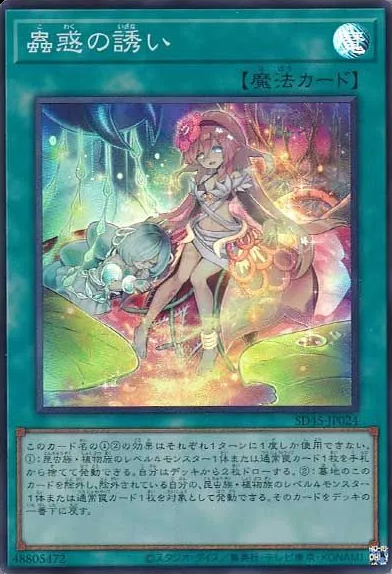 蟲惑の誘い
魔
【魔法カード】
SD45-JP024
このカード名の①②の効果はそれぞれ1ターンに1度しか使用できない。
①：昆虫族・植物族のレベル4モンスター1体または通常罠カード1枚を手札
から捨てて発動できる。自分はデッキから2枚ドローする。②：墓地のこ
のカードを除外し、除外されている自分の、昆虫族・植物族のレベル4モンス
ター1体または通常罠カード1枚を対象として発動できる。そのカードをデッキの
一番下に戻す。
48805472
©スタジオ・ダイス／集英社・テレビ東京・KONAMI